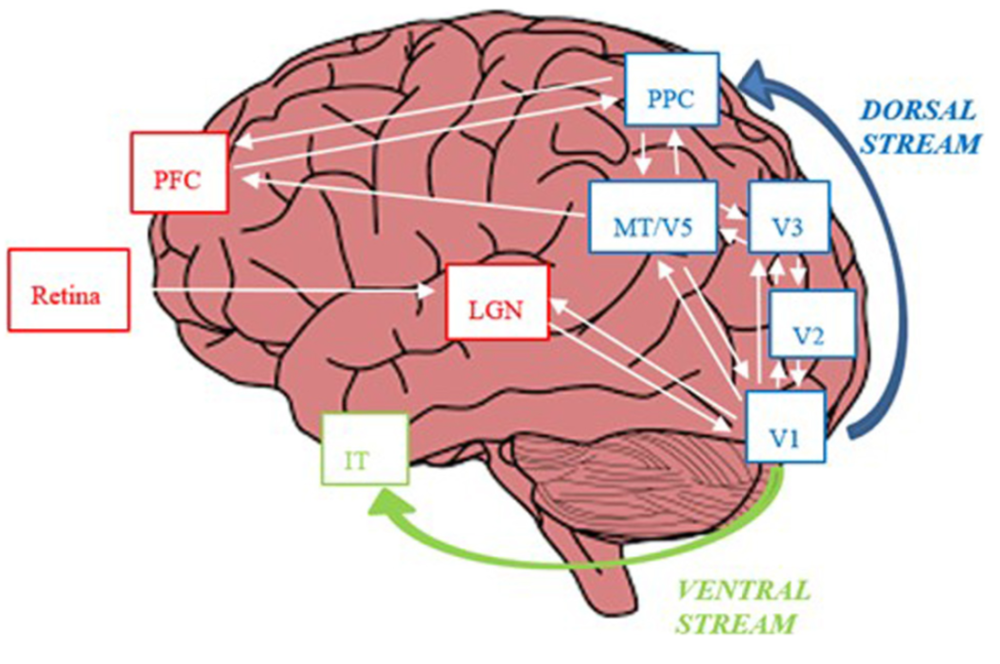 PPC
DORSAL
STREAM
PFC
MT/V5
V3
Retina
LGN
V2
V1
IT
VENTRAL
STREAM